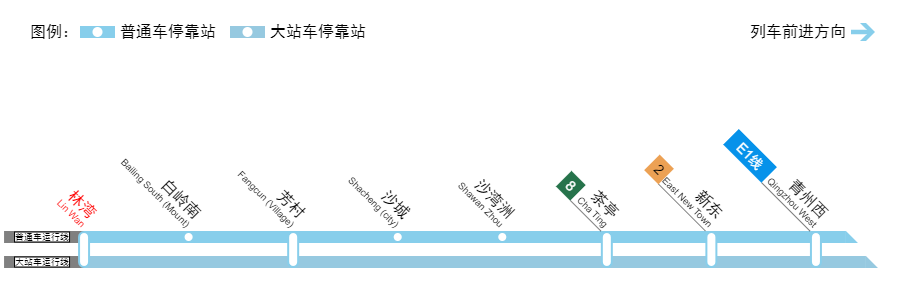 图例：
普通车停靠站
大站车停靠站
列车前进方向
林湾
Lin Wan
白岭南
Bailing South (Mount)
芳村
Fangcun (Village)
沙城
Shacheng (city)
沙湾洲
Shawan Zhou
8
茶亭
Cha Ting
2
新东
East New Town
E1线
青州西
Qingzhou West
普通车运行线
大站车运行线